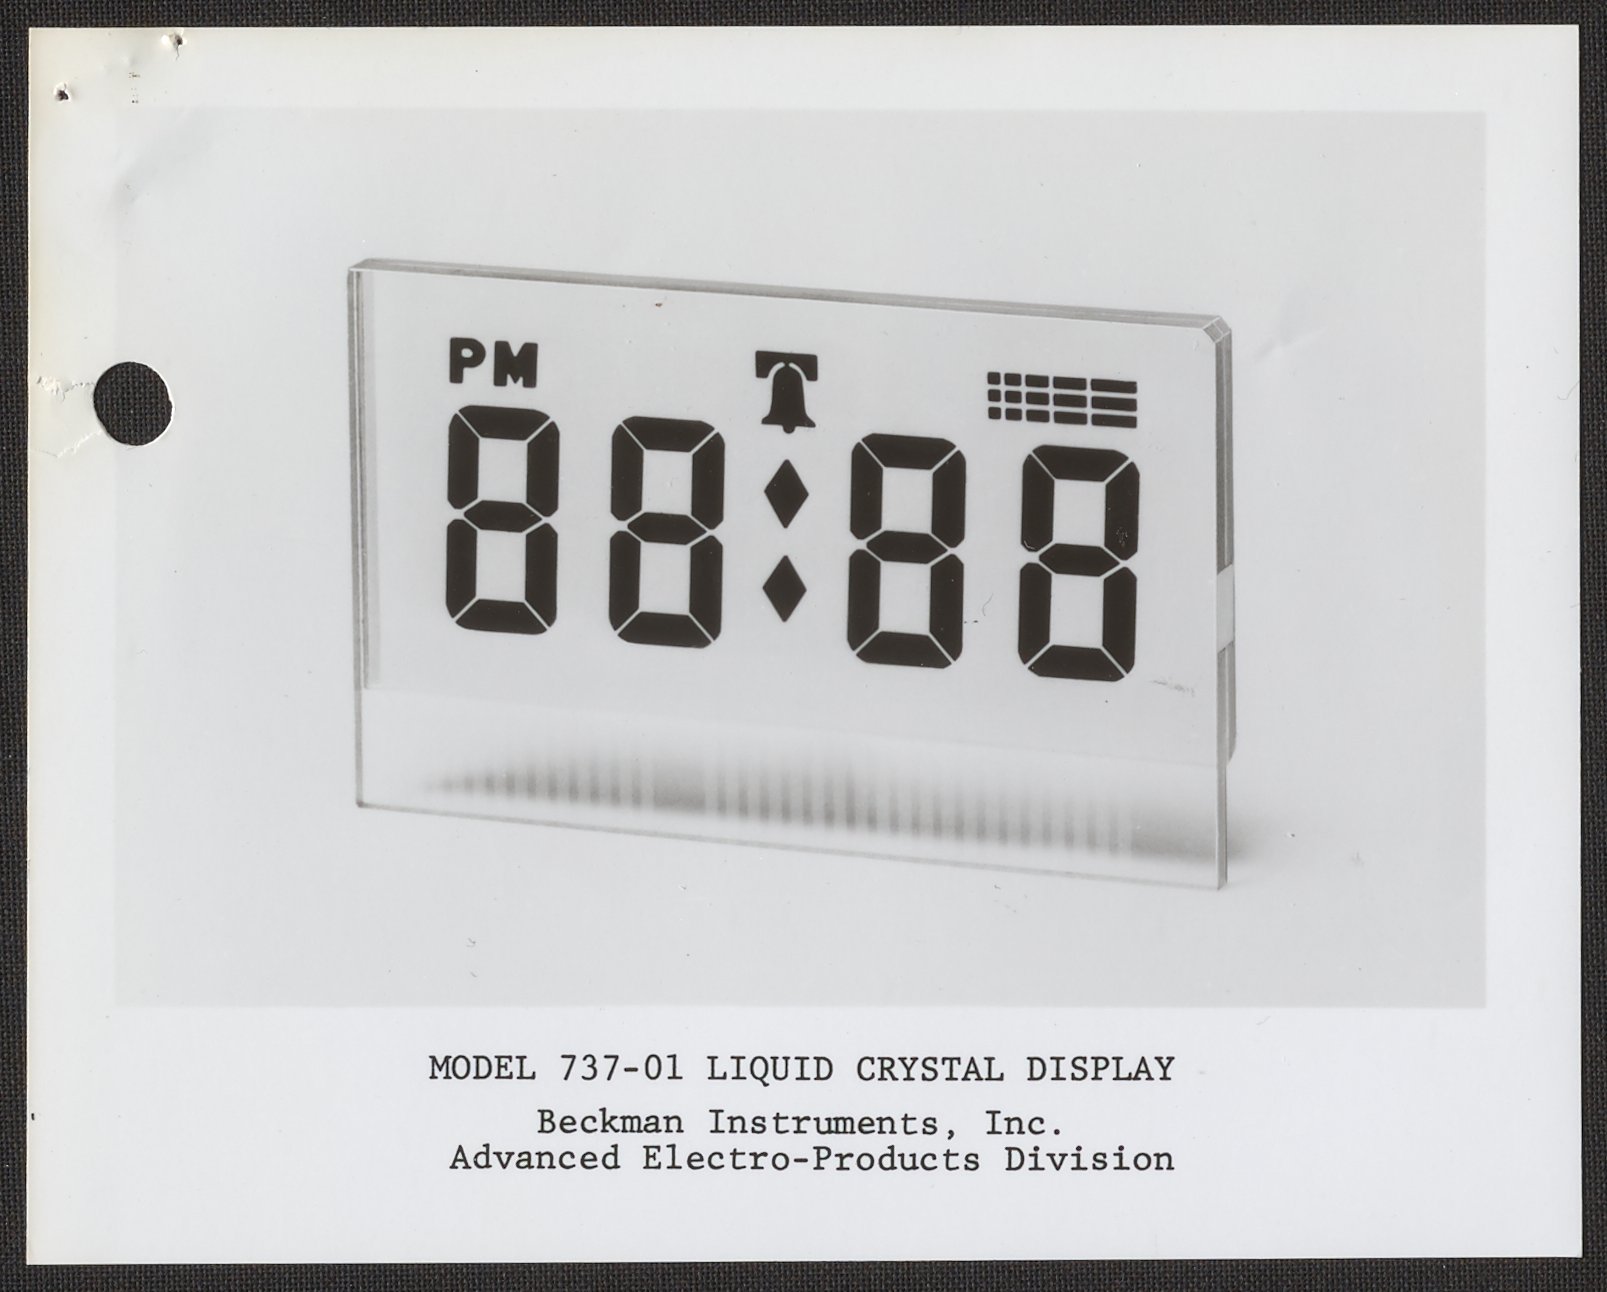 PM
88:88
MODEL 737-01 LIQUID CRYSTAL DISPLAY
Beckman Instruments, Inc.
Advanced Electro-Products Division